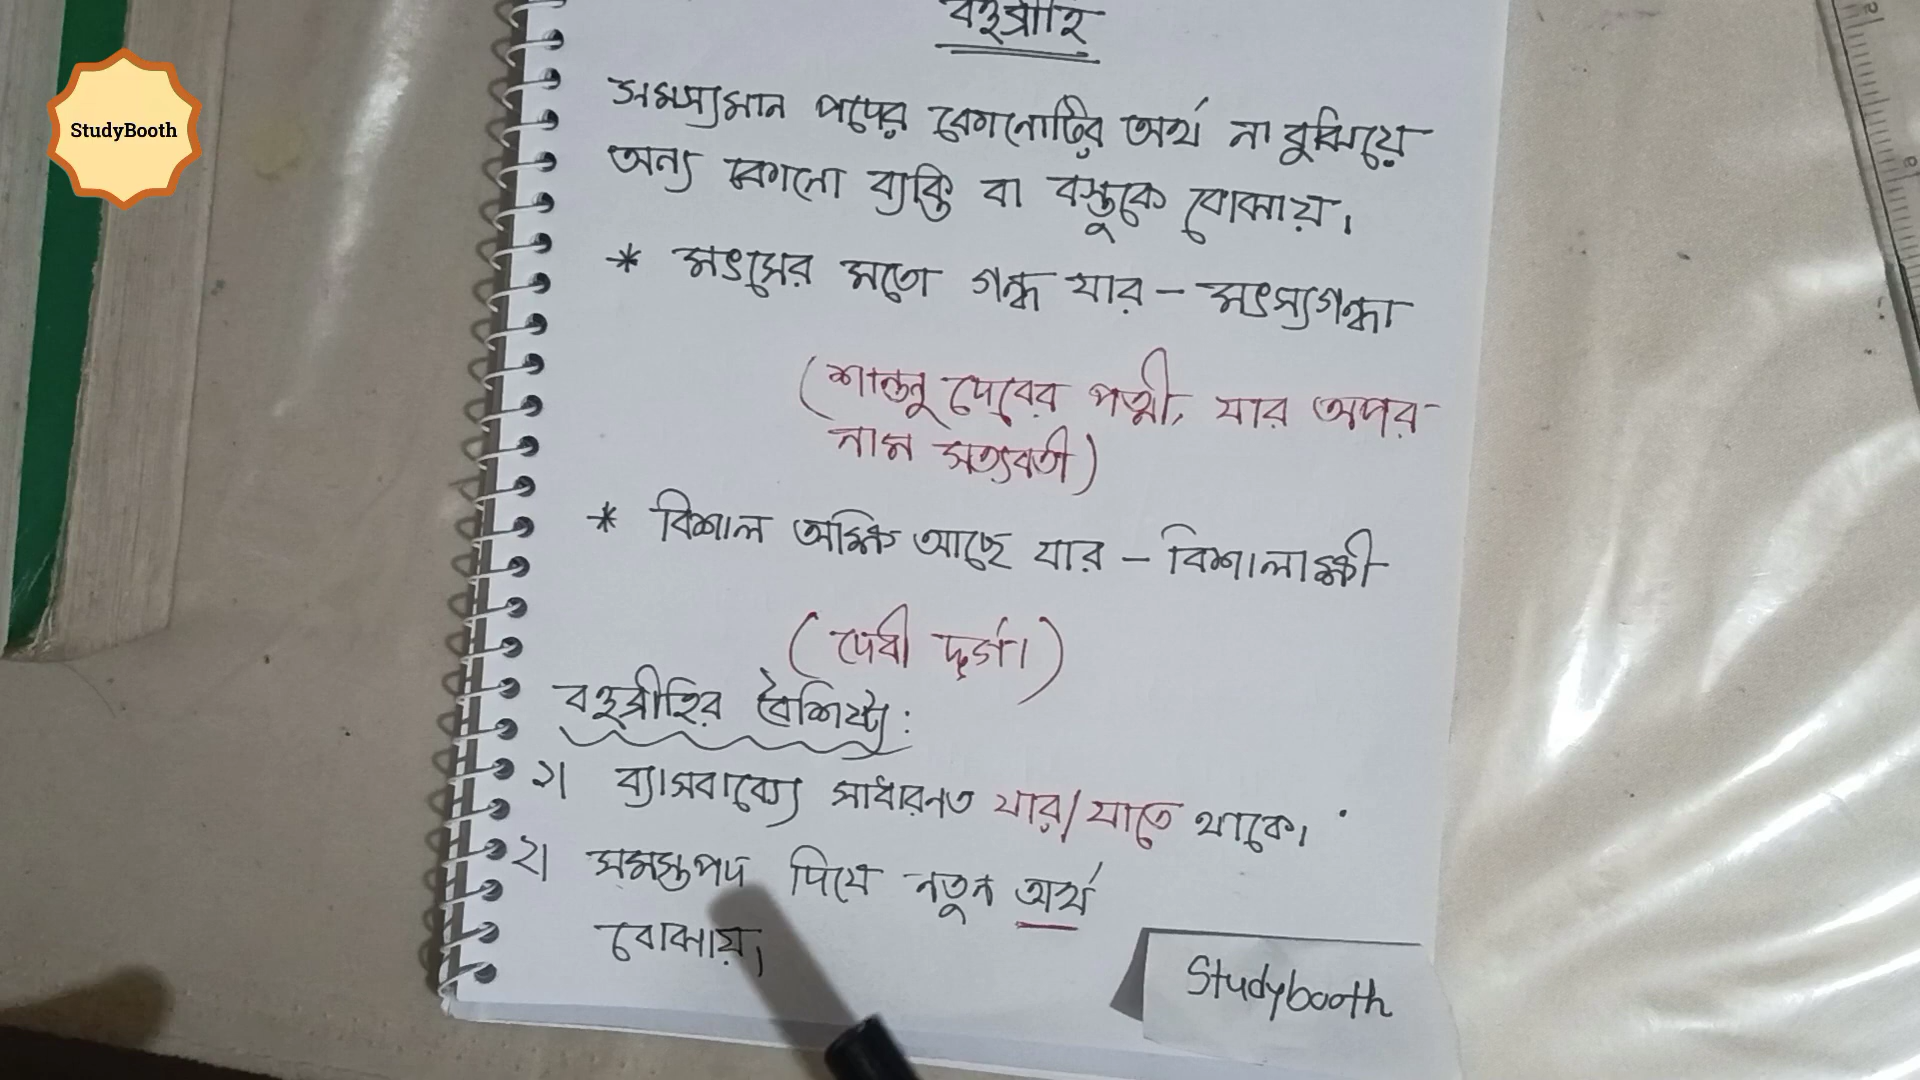 StudyBooth
বহুব্রীহি
সমস্যমান পদের কোনোটির অর্থ না বুঝিয়ে
অন্য কোনো ব্যক্তি বা বস্তুকে বোঝায়।
* মৎসের মতো গন্ধ যার - মৎস্যগন্ধা
(শান্তনু দেবের পত্নী, যার অপর
নাম সত্যবতী)
* বিশাল অক্ষি আছে যার - বিশালাক্ষী
(দেবী দুর্গা)
বহুব্রীহির বৈশিষ্ট্য :
১। ব্যাসবাক্যে সাধারনত যার/যাতে থাকে।
২। সমস্তপদ দিয়ে নতুন অর্থ
বোঝায়।
Studybooth